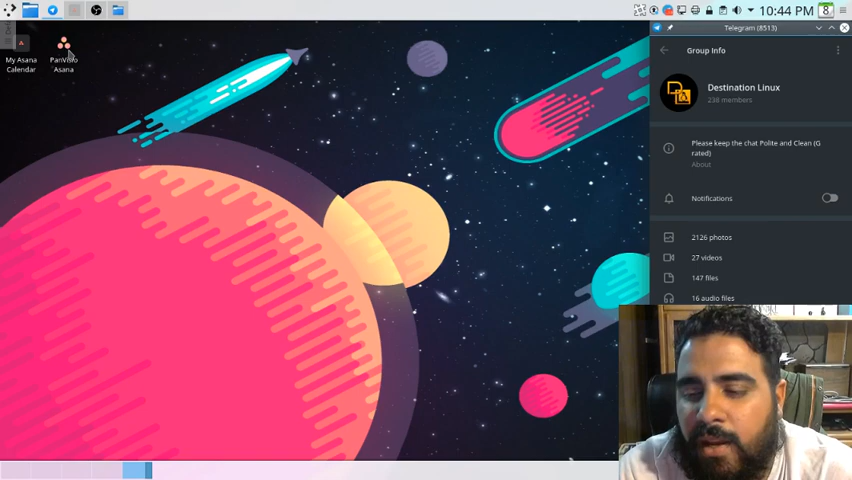 10:44 PM
8
Telegram (8513)
Group Info
Destination Linux
238 members
Please keep the chat Polite and Clean (G
rated)
About
Notifications
2126 photos
27 videos
147 files
16 audio files
My Asana
Calendar
Asana